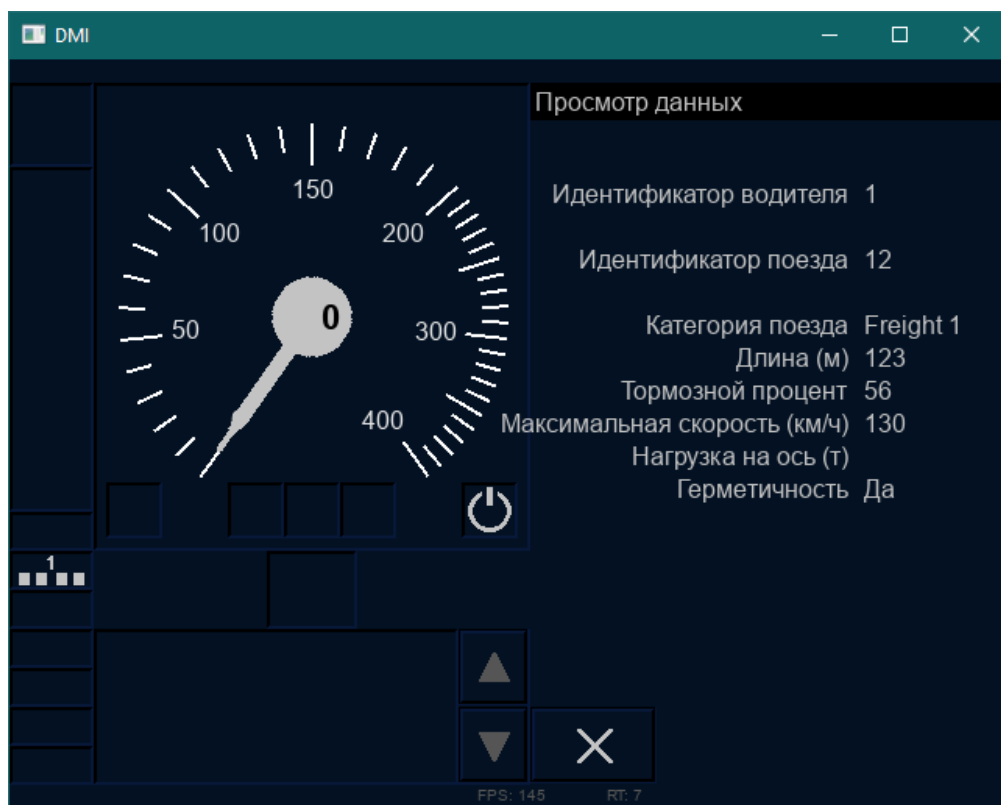 DMI
Просмотр данных
150
100
200
50
0
300
400
Идентификатор водителя 1
Идентификатор поезда 12
Категория поезда Freight 1
Длина (м) 123
Тормозной процент 56
Максимальная скорость (км/ч) 130
Нагрузка на ось (т)
Герметичность Да
1
FPS: 145 RT: 7